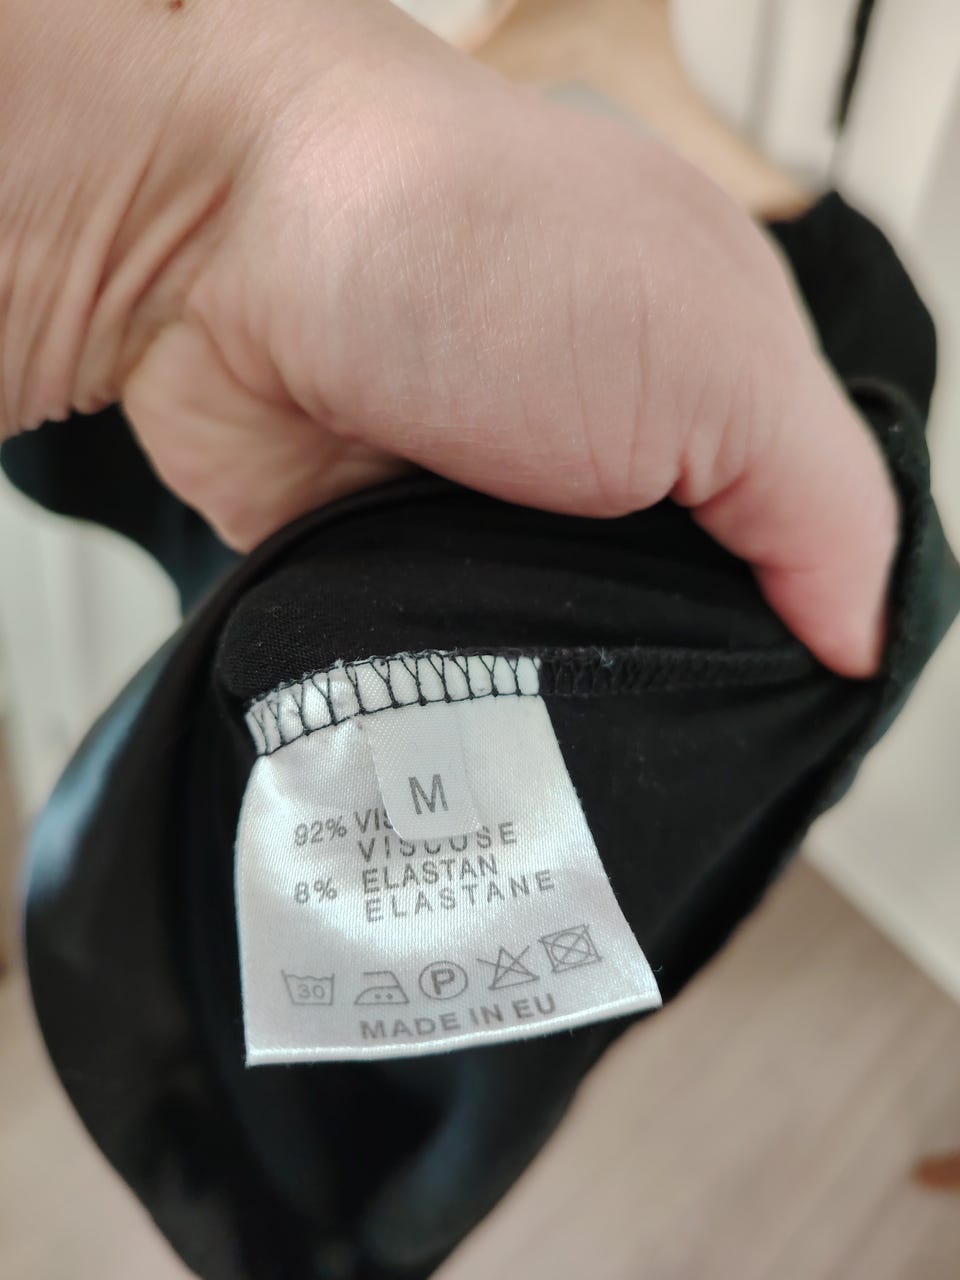 M
92%
VISCOSE
8% ELASTAN
ELASTANE
30
P
MADE IN EU